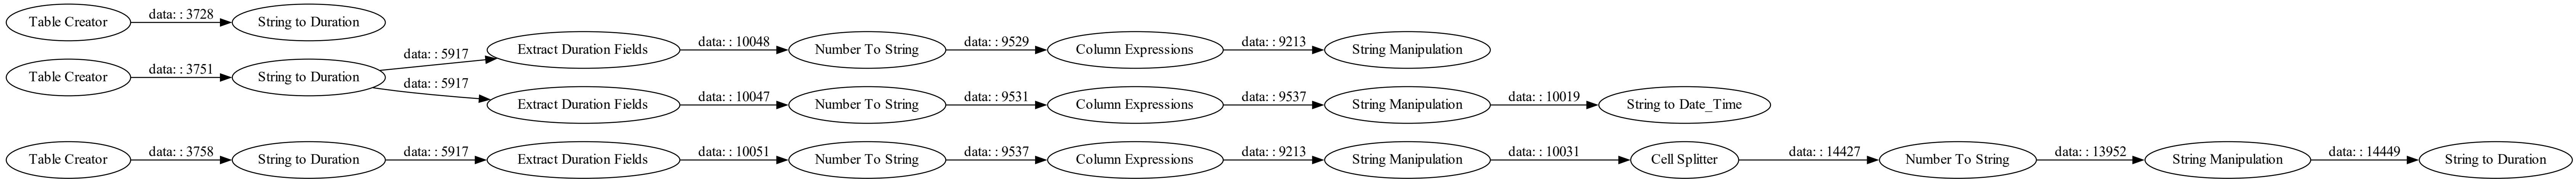 Table Creator data: : 3728 String to Duration
Table Creator data: : 3751 String to Duration
data: : 5917 Extract Duration Fields data: : 10048 Number To String data: : 9529 Column Expressions data: : 9213 String Manipulation
data: : 5917 Extract Duration Fields data: : 10047 Number To String data: : 9531 Column Expressions data: : 9537 String Manipulation data: : 10019 String to Date_Time
Table Creator data: : 3758 String to Duration data: : 5917 Extract Duration Fields data: : 10051 Number To String data: : 9537 Column Expressions data: : 9213 String Manipulation data: : 10031 Cell Splitter data: : 14427 Number To String data: : 13952 String Manipulation data: : 14449 String to Duration